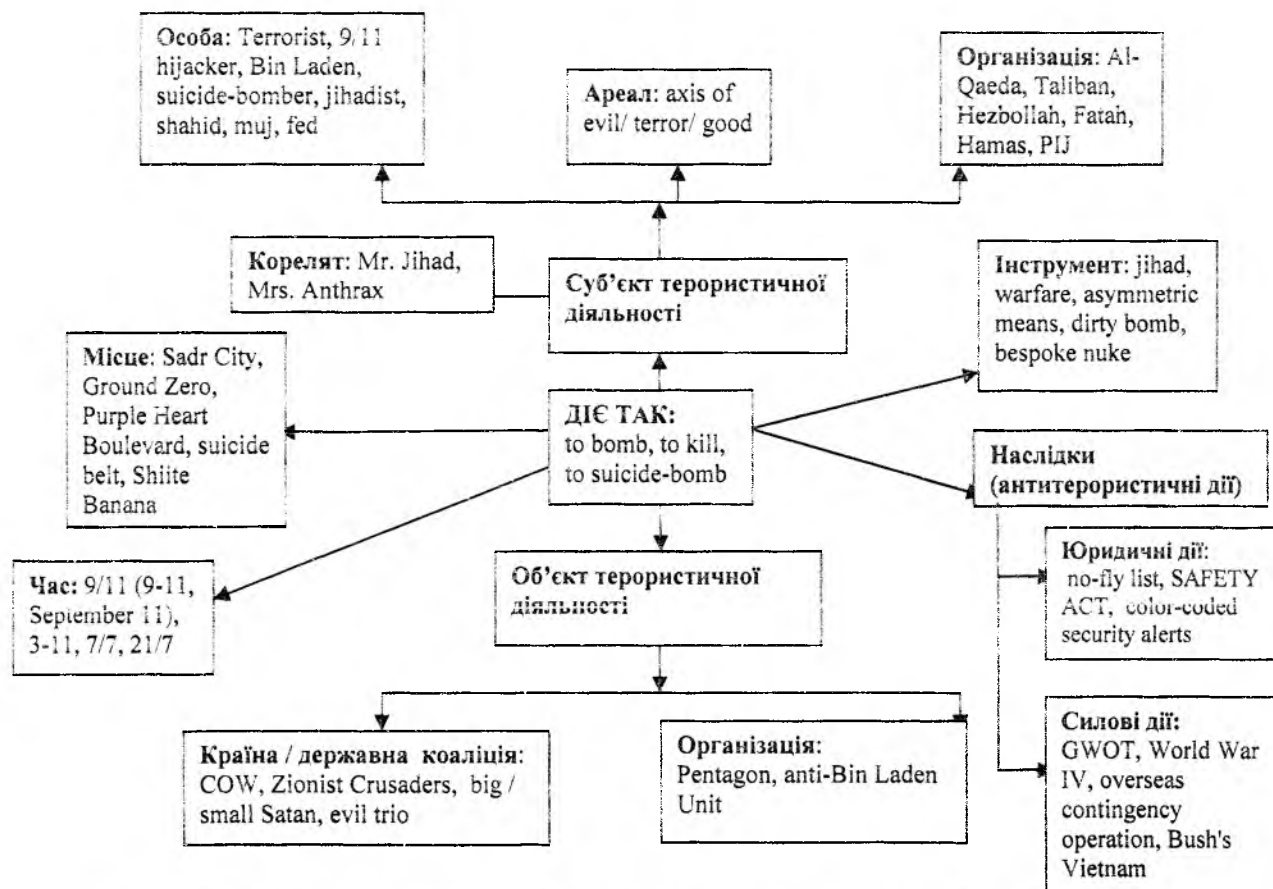 Особа: Terrorist, 9/11
hijacker, Bin Laden,
suicide-bomber, jihadist,
shahid, muj, fed
Ареал: axis of
evil/ terror/ good
Організація: Al-
Qaeda, Taliban,
Hezbollah, Fatah,
Hamas, PIJ
Корелят: Mr. Jihad,
Mrs. Anthrax
Суб’єкт терористичної
діяльності
Інструмент: jihad,
warfare, asymmetric
means, dirty bomb,
bespoke nuke
Місце: Sadr City,
Ground Zero,
Purple Heart
Boulevard, suicide
belt, Shiite
Banana
ДІЄ ТАК:
to bomb, to kill,
to suicide-bomb
Наслідки
(антитерористичні дії)
Час: 9/11 (9-11,
September 11),
3-11, 7/7, 21/7
Об’єкт терористичної
діяльності
Юридичні дії:
no-fly list, SAFETY
ACT, color-coded
security alerts
Країна / державна коаліція:
COW, Zionist Crusaders, big /
small Satan, evil trio
Організація:
Pentagon, anti-Bin Laden
Unit
Силові дії:
GWOT, World War
IV, overseas
contingency
operation, Bush's
Vietnam